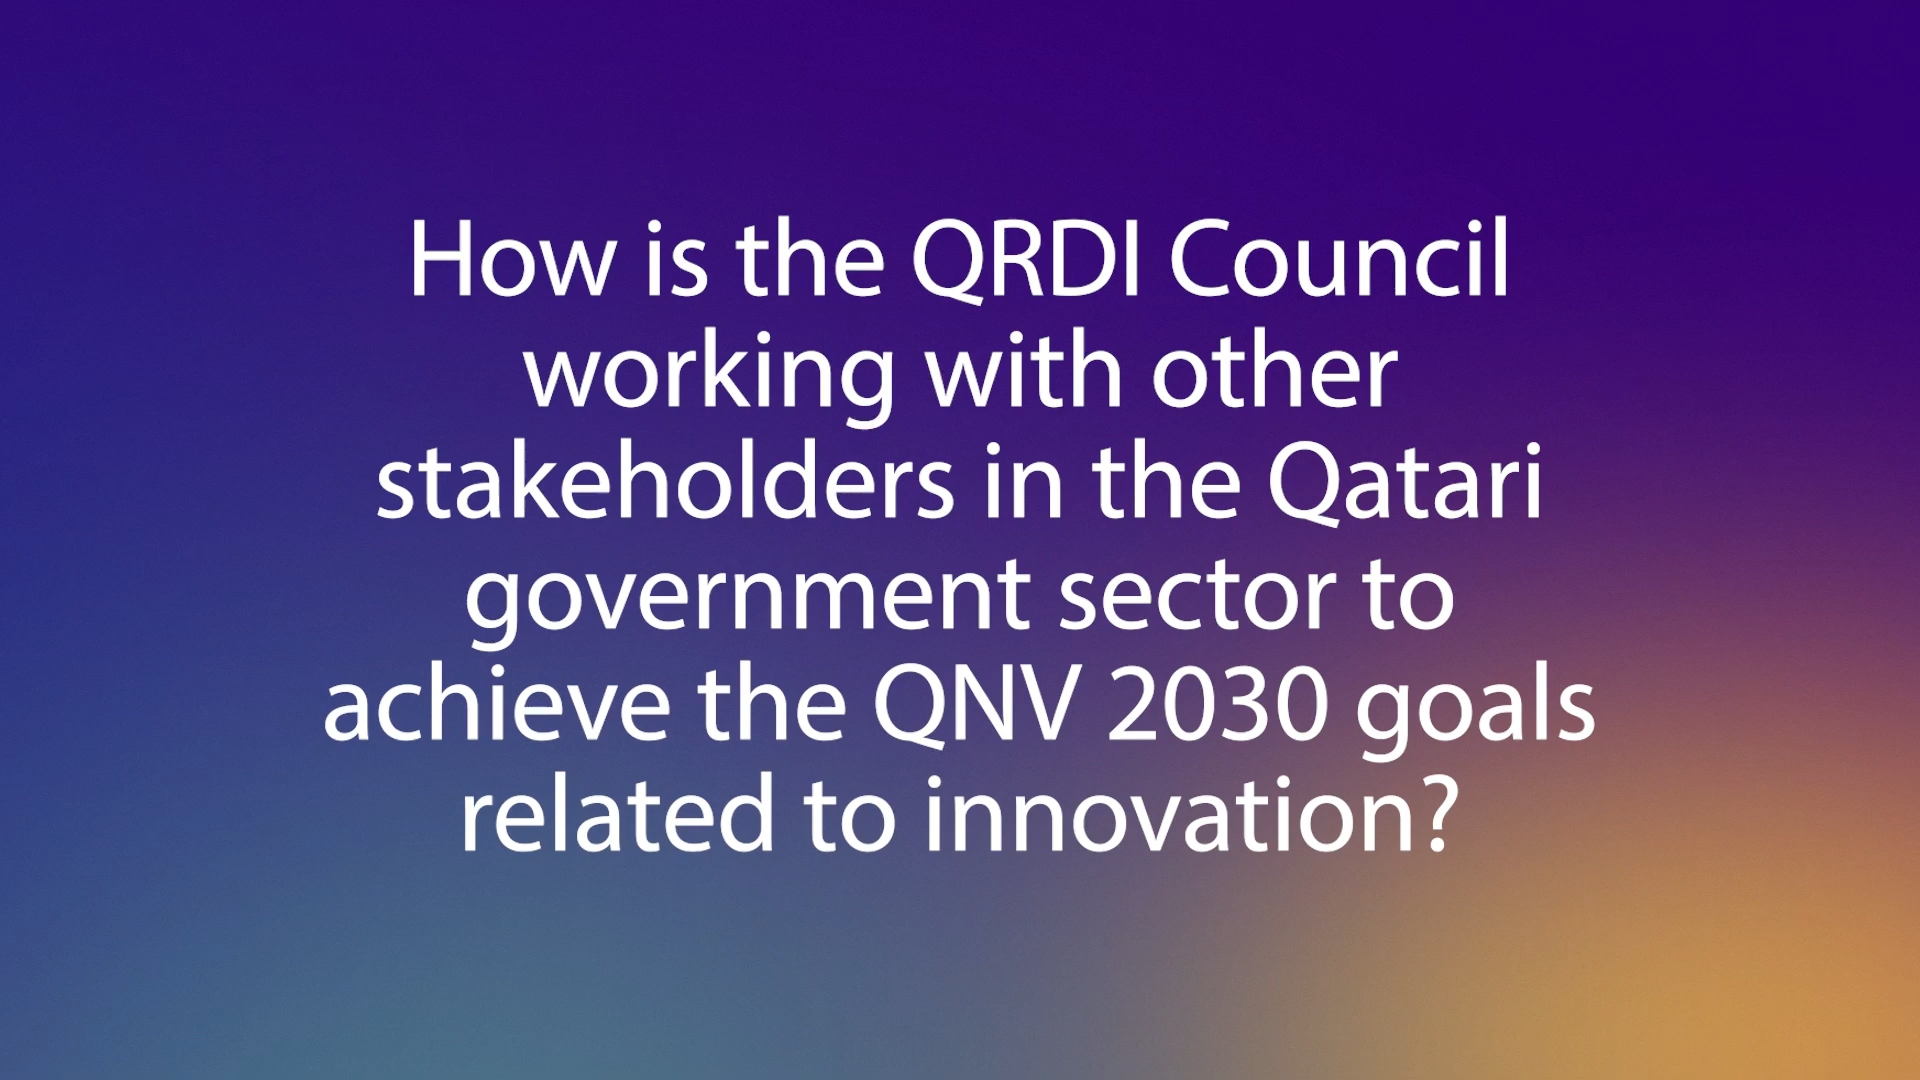 How is the QRDI Council
working with other
stakeholders in the Qatari
government sector to
achieve the QNV 2030 goals
related to innovation?